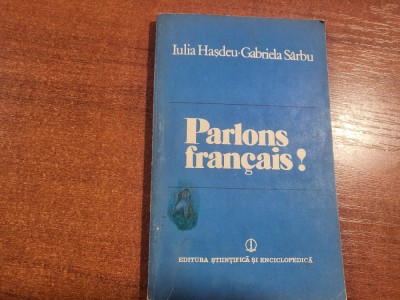 Iulia Hașdeu·Gabriela Sârbu
Parlons
français!
EDITURA ȘTIINȚIFICĂ ȘI ENCICLOPEDICĂ